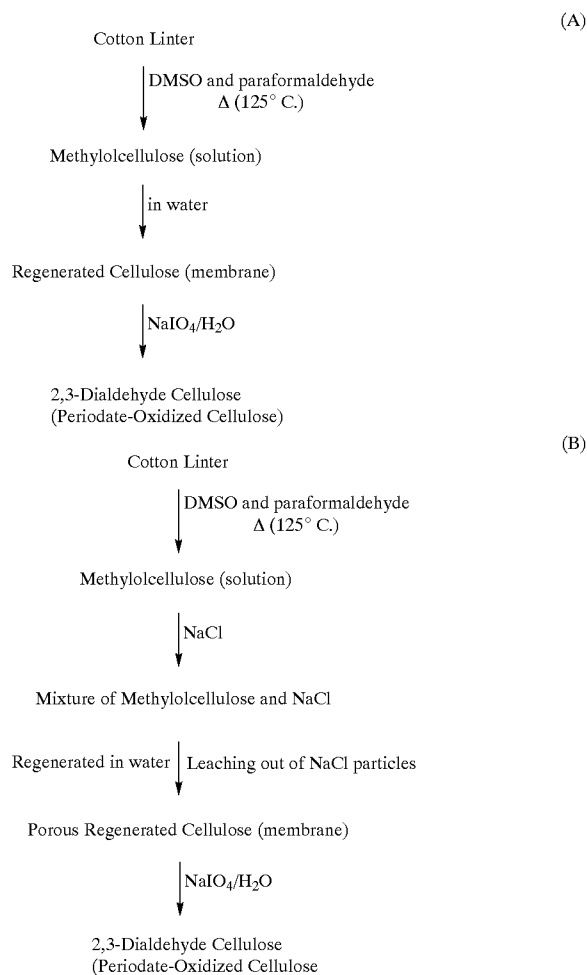 (A)
Cotton Linter
DMSO and paraformaldehyde
Δ (125° C.)
Methylolcellulose (solution)
in water
Regenerated Cellulose (membrane)
NaIO₄/H₂O
2,3-Dialdehyde Cellulose
(Periodate-Oxidized Cellulose)
(B)
Cotton Linter
DMSO and paraformaldehyde
Δ (125° C.)
Methylolcellulose (solution)
NaCl
Mixture of Methylolcellulose and NaCl
Regenerated in water Leaching out of NaCl particles
Porous Regenerated Cellulose (membrane)
NaIO₄/H₂O
2,3-Dialdehyde Cellulose
(Periodate-Oxidized Cellulose